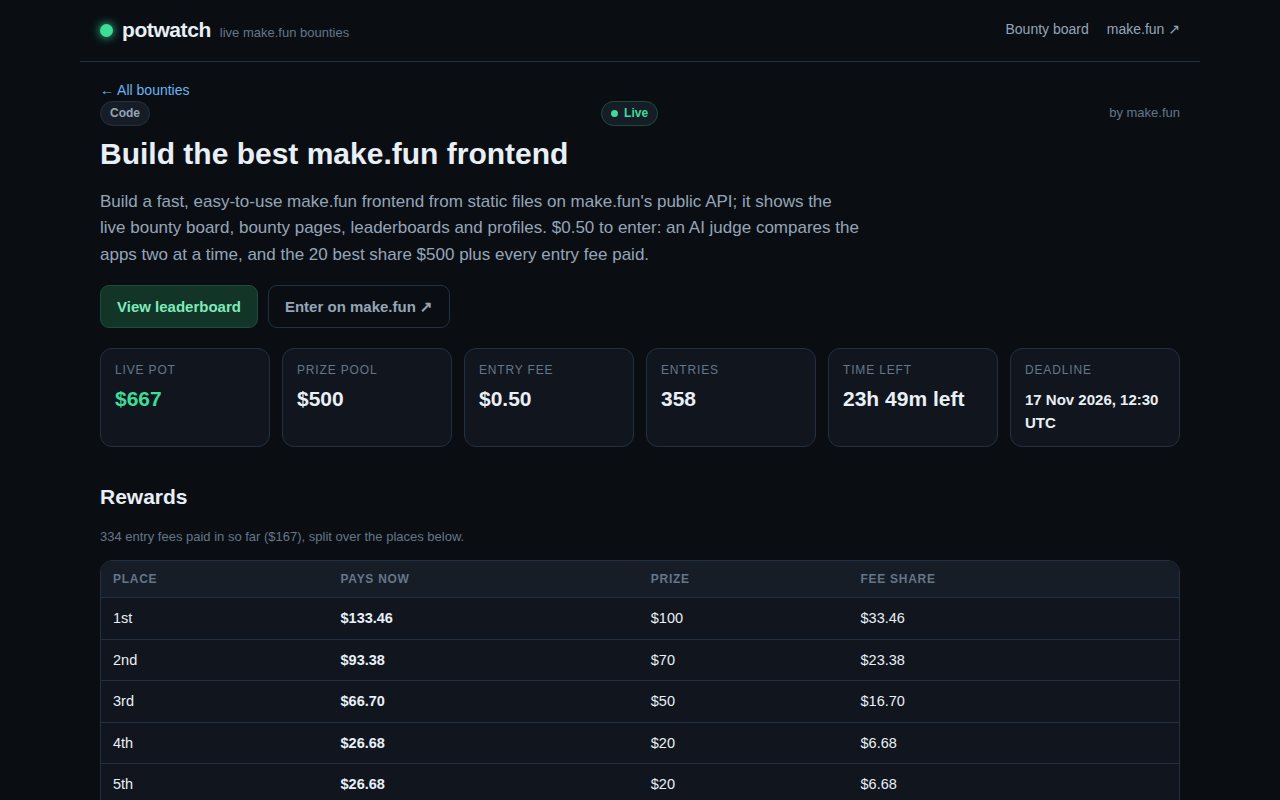 potwatch live make.fun bounties
Bounty board make.fun ↗
← All bounties
Code
Live
by make.fun
Build the best make.fun frontend
Build a fast, easy-to-use make.fun frontend from static files on make.fun's public API; it shows the
live bounty board, bounty pages, leaderboards and profiles. $0.50 to enter: an AI judge compares the
apps two at a time, and the 20 best share $500 plus every entry fee paid.
View leaderboard
Enter on make.fun ↗
LIVE POT
$667
PRIZE POOL
$500
ENTRY FEE
$0.50
ENTRIES
358
TIME LEFT
23h 49m left
DEADLINE
17 Nov 2026, 12:30
UTC
Rewards
334 entry fees paid in so far ($167), split over the places below.
PLACE PAYS NOW PRIZE FEE SHARE
1st $133.46 $100 $33.46
2nd $93.38 $70 $23.38
3rd $66.70 $50 $16.70
4th $26.68 $20 $6.68
5th $26.68 $20 $6.68